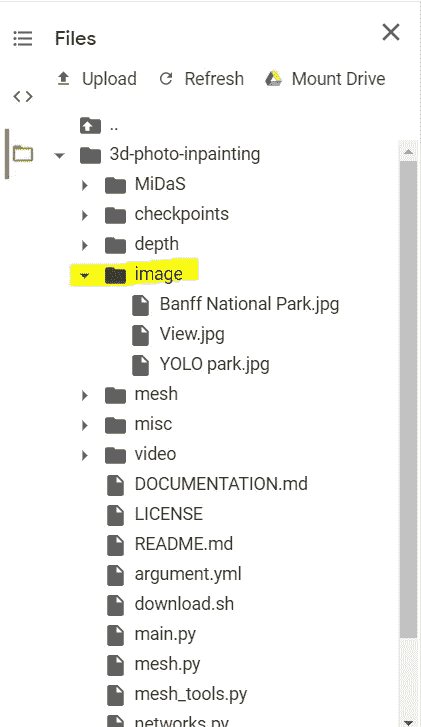 Files
Upload Refresh Mount Drive
..
3d-photo-inpainting
MiDaS
checkpoints
depth
image
Banff National Park.jpg
View.jpg
YOLO park.jpg
mesh
misc
video
DOCUMENTATION.md
LICENSE
README.md
argument.yml
download.sh
main.py
mesh.py
mesh_tools.py
networks.py